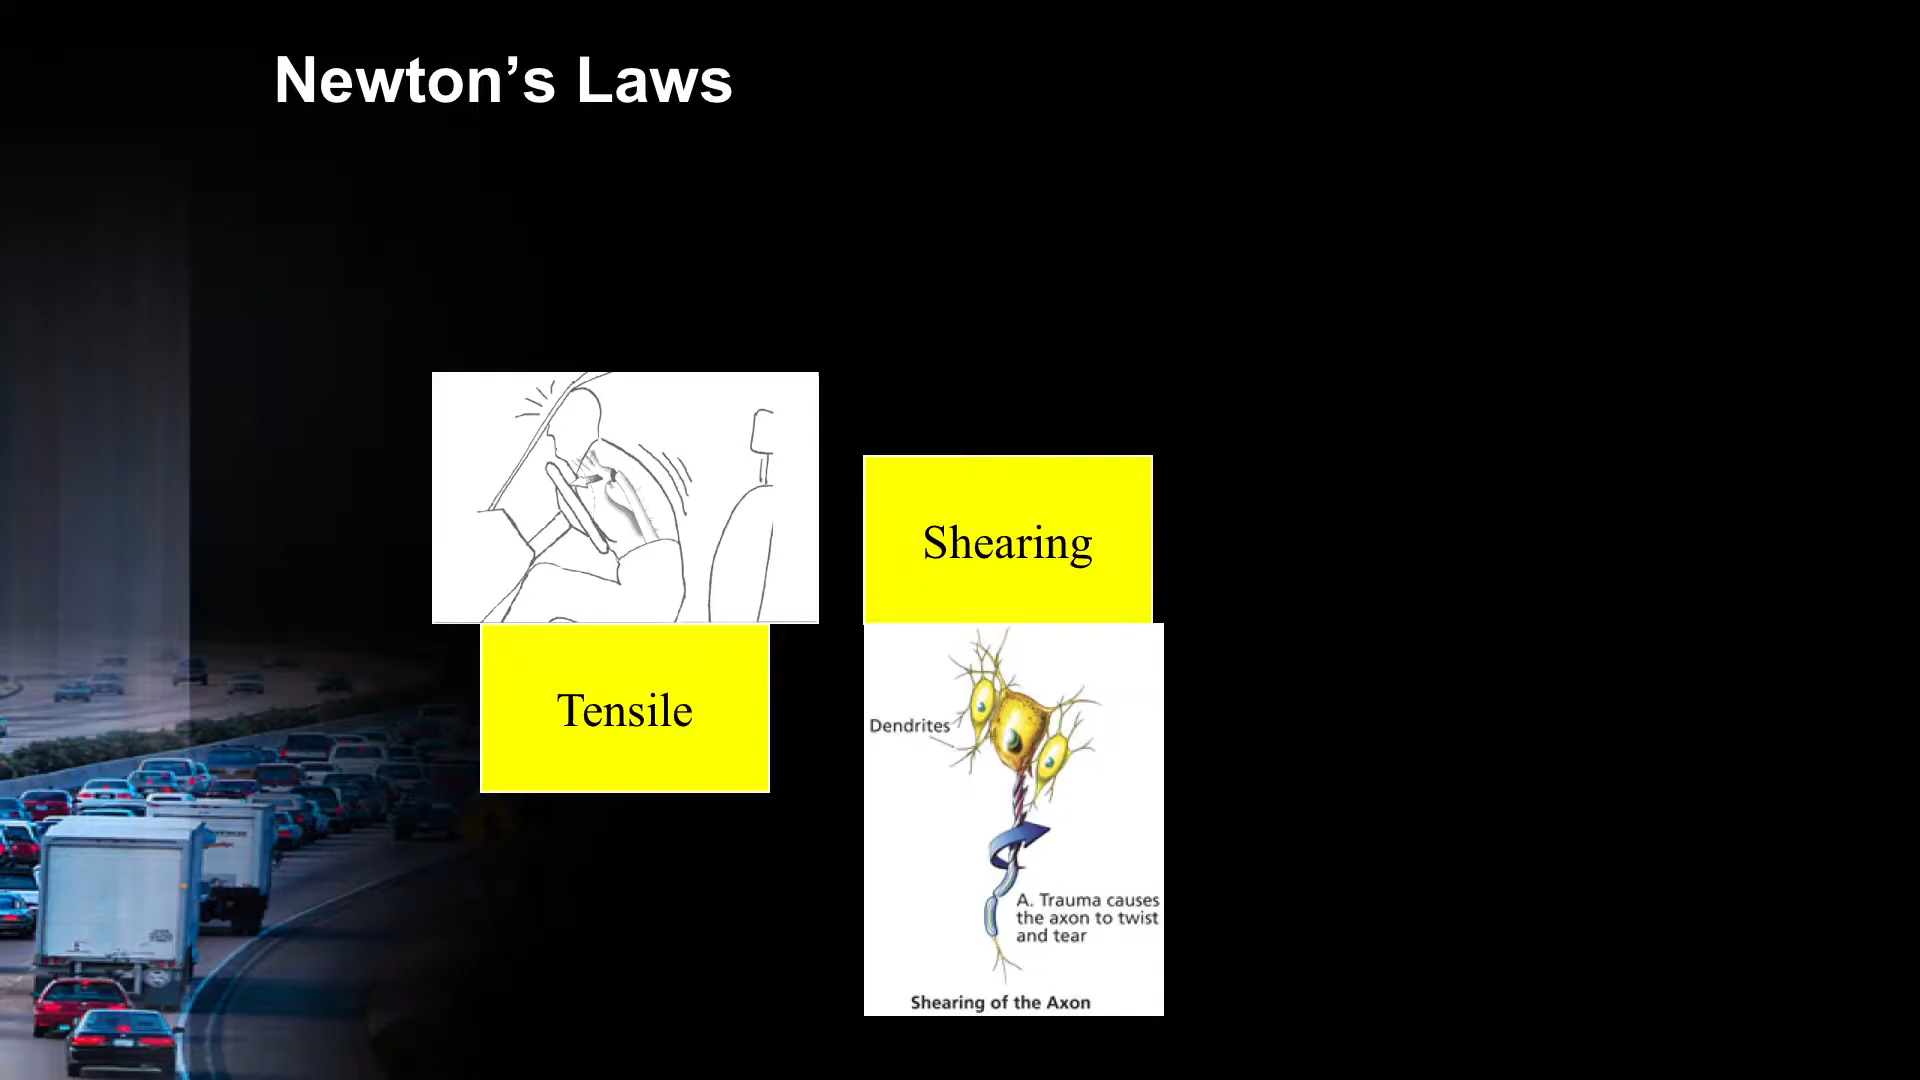 Newton’s Laws
Shearing
Tensile
Dendrites
A. Trauma causes
the axon to twist
and tear
Shearing of the Axon